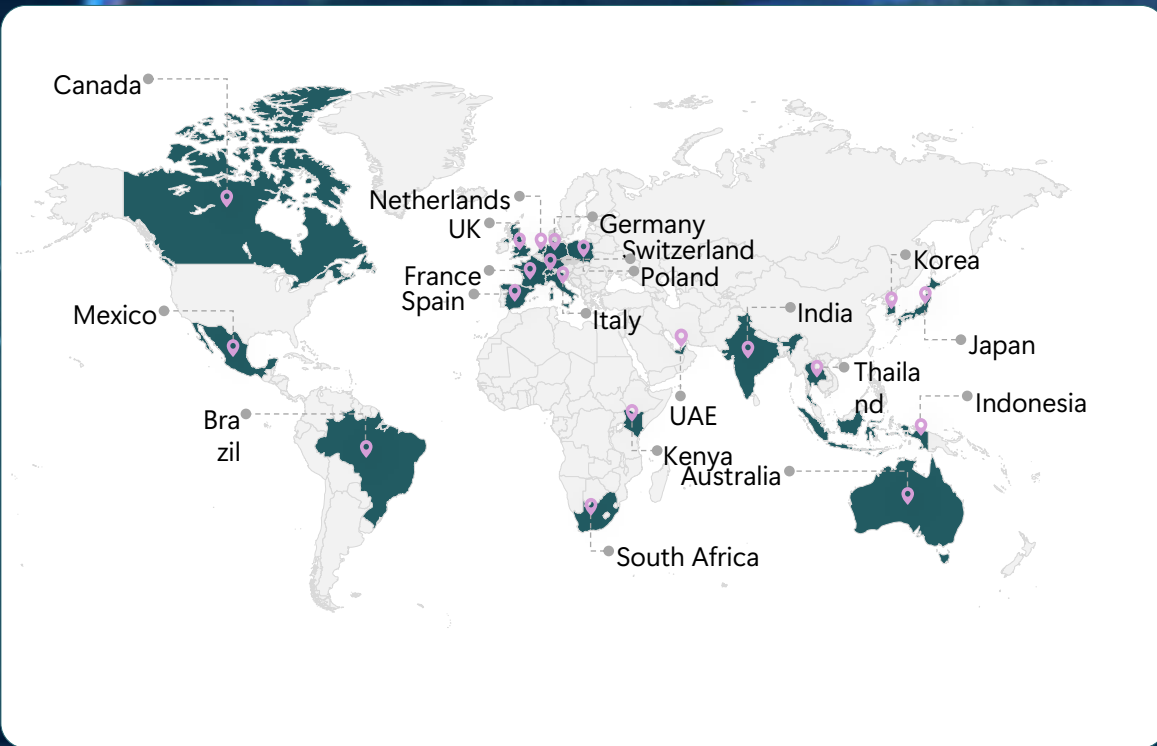 Canada
Netherlands
UK
Germany
Switzerland
France
Poland
Spain
Italy
Korea
Mexico
India
Japan
Thaila
nd
Indonesia
Bra
zil
UAE
Kenya
Australia
South Africa